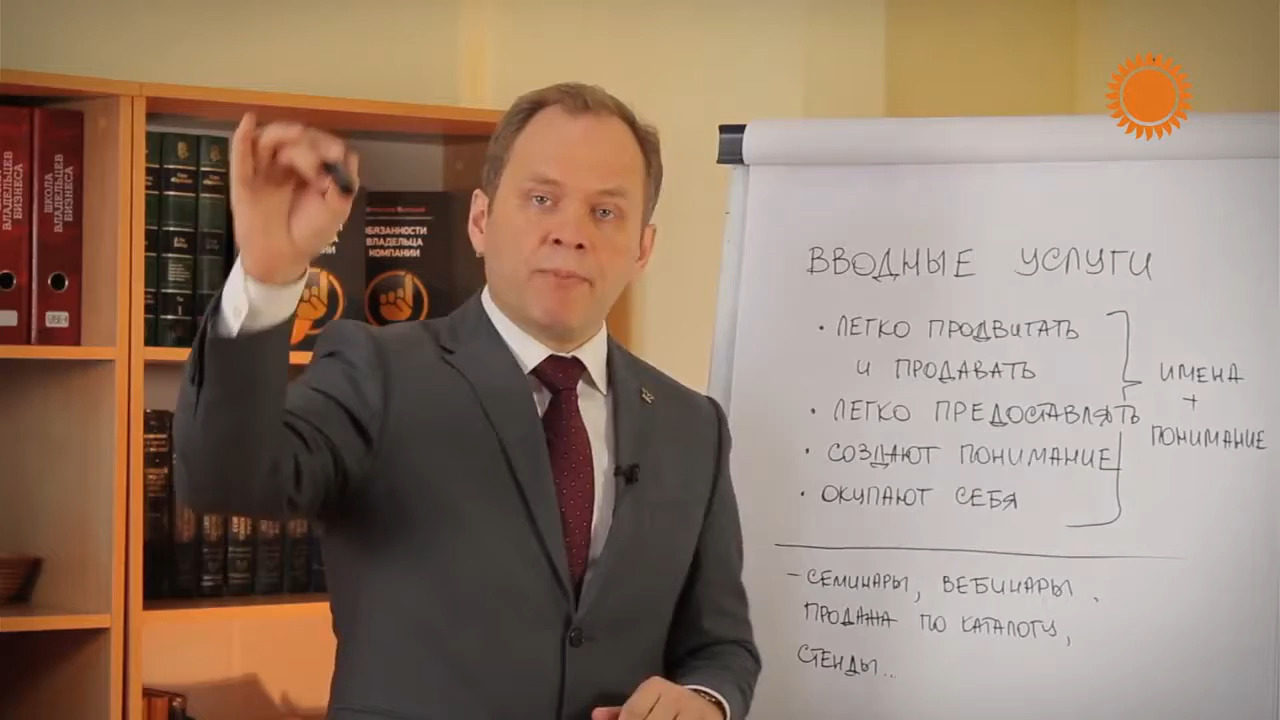 ВЛАДЕЛЬЦЕВ
БИЗНЕСА
ШКОЛА
ВЛАДЕЛЬЦЕВ
БИЗНЕСА
ОБЯЗАННОСТИ
ВЛАДЕЛЬЦА
КОМПАНИИ
ВВОДНЫЕ УСЛУГИ
• ЛЕГКО ПРОДВИГАТЬ
И ПРОДАВАТЬ
• ЛЕГКО ПРЕДОСТАВЛЯТЬ
• СОЗДАЮТ ПОНИМАНИЕ
• ОКУПАЮТ СЕБЯ
ИМЕНА
+
ПОНИМАНИЕ
- СЕМИНАРЫ, ВЕБИНАРЫ,
ПРОДАЖА ПО КАТАЛОГУ,
СТЕНДЫ...